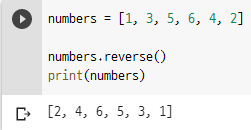 numbers = [1, 3, 5, 6, 4, 2]
numbers.reverse()
print(numbers)
[2, 4, 6, 5, 3, 1]